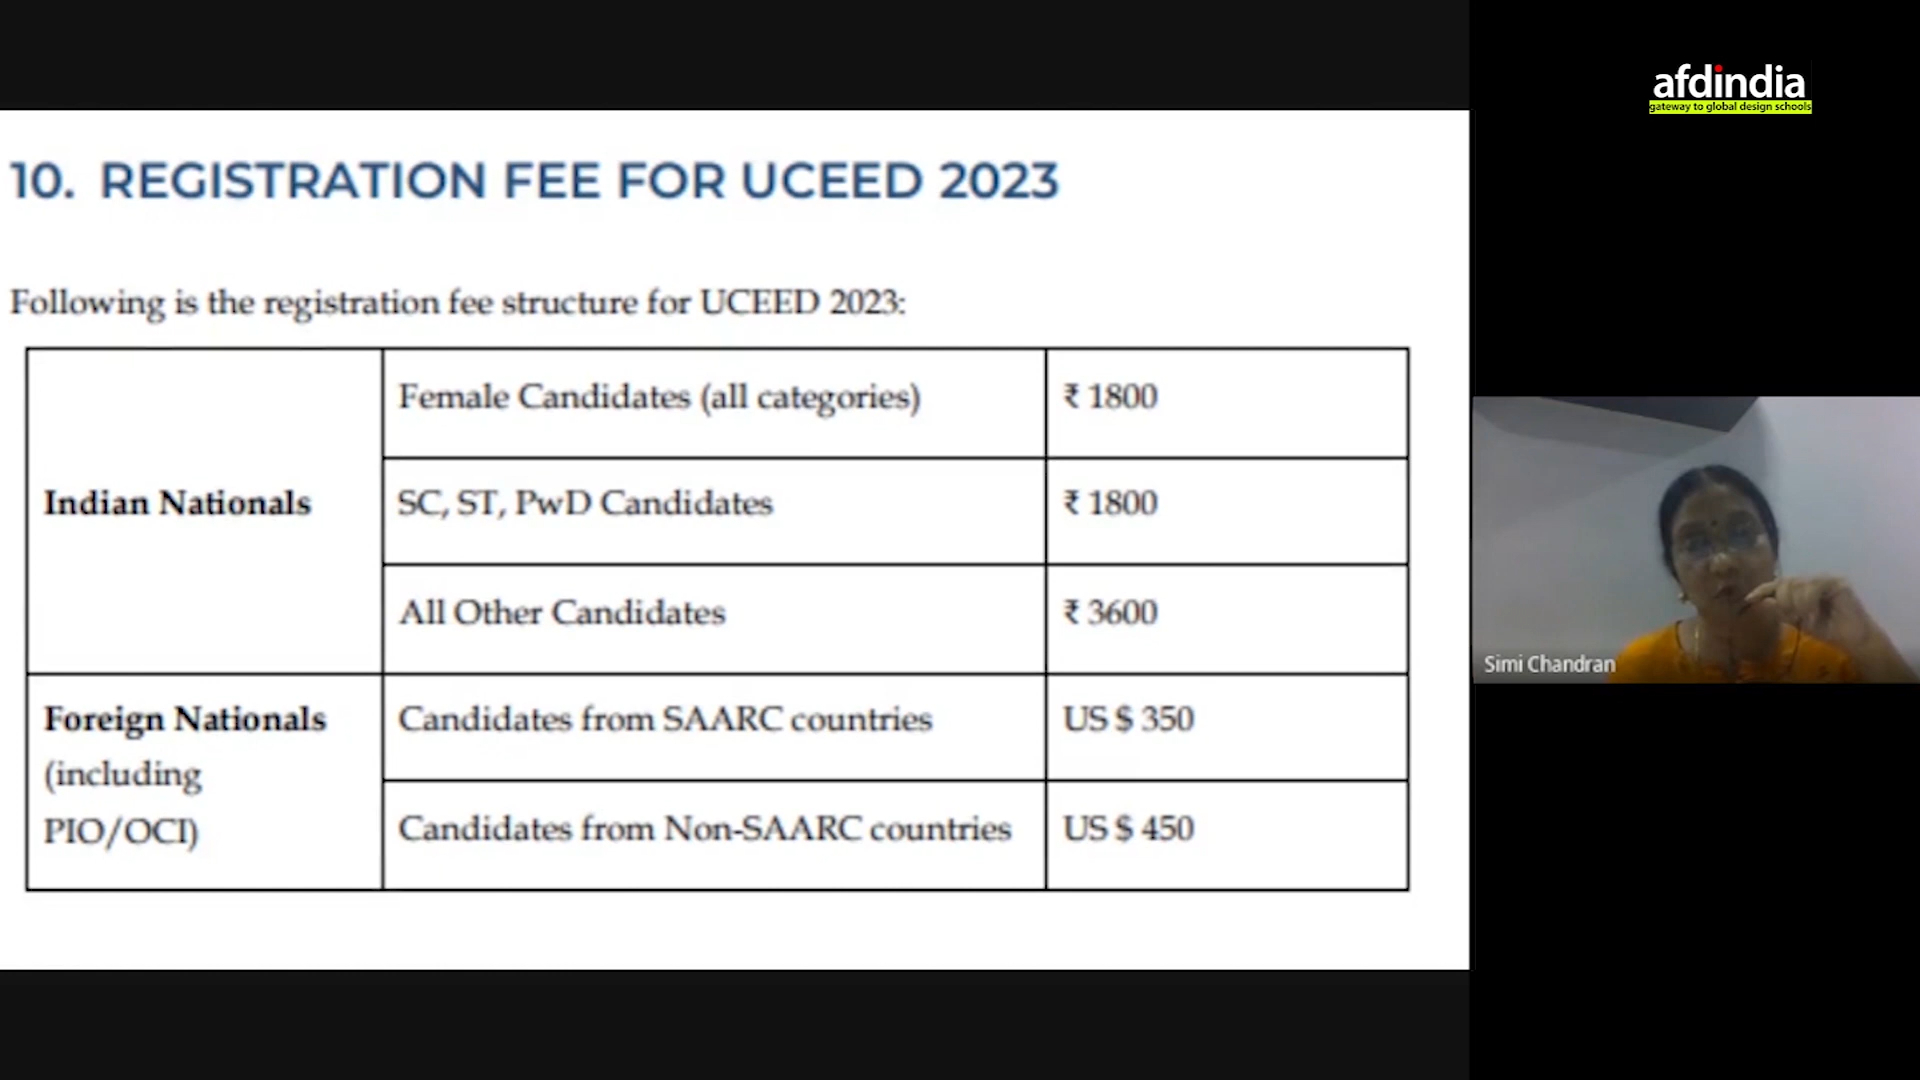 afdindia
gateway to global design schools
10. REGISTRATION FEE FOR UCEED 2023
Following is the registration fee structure for UCEED 2023:
Indian Nationals
Female Candidates (all categories)
₹ 1800
SC, ST, PwD Candidates
₹ 1800
All Other Candidates
₹ 3600
Foreign Nationals
(including
PIO/OCI)
Candidates from SAARC countries
US $ 350
Candidates from Non-SAARC countries
US $ 450
Simi Chandran